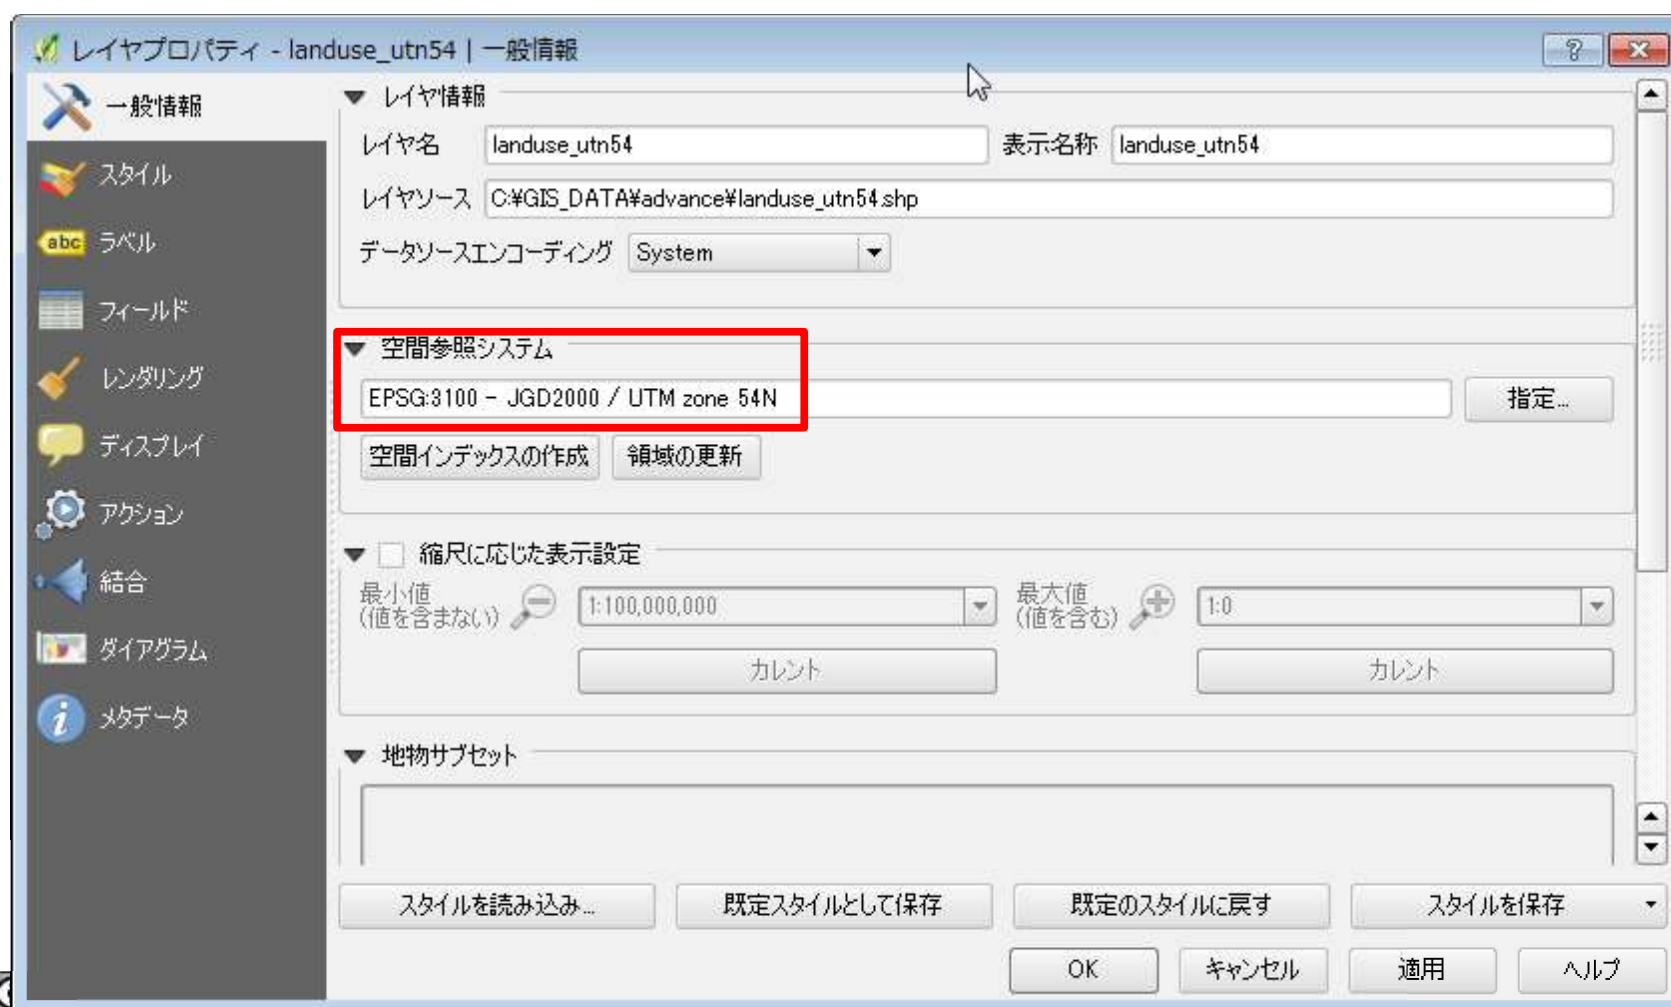 レイヤプロパティ - landuse_utn54 | 一般情報
一般情報
スタイル
abc ラベル
フィールド
レンダリング
ディスプレイ
アクション
結合
ダイアグラム
メタデータ
レイヤ情報
レイヤ名 landuse_utn54 表示名称 landuse_utn54
レイヤソース C:¥GIS_DATA¥advance¥landuse_utn54.shp
データソースエンコーディング System
空間参照システム
EPSG:3100 - JGD2000 / UTM zone 54N 指定...
空間インデックスの作成 領域の更新
縮尺に応じた表示設定
最小値
(値を含まない) 1:100,000,000
最大値
(値を含む) 1:0
カレント カレント
地物サブセット
スタイルを読み込み... 既定スタイルとして保存 既定のスタイルに戻す スタイルを保存
OK キャンセル 適用 ヘルプ